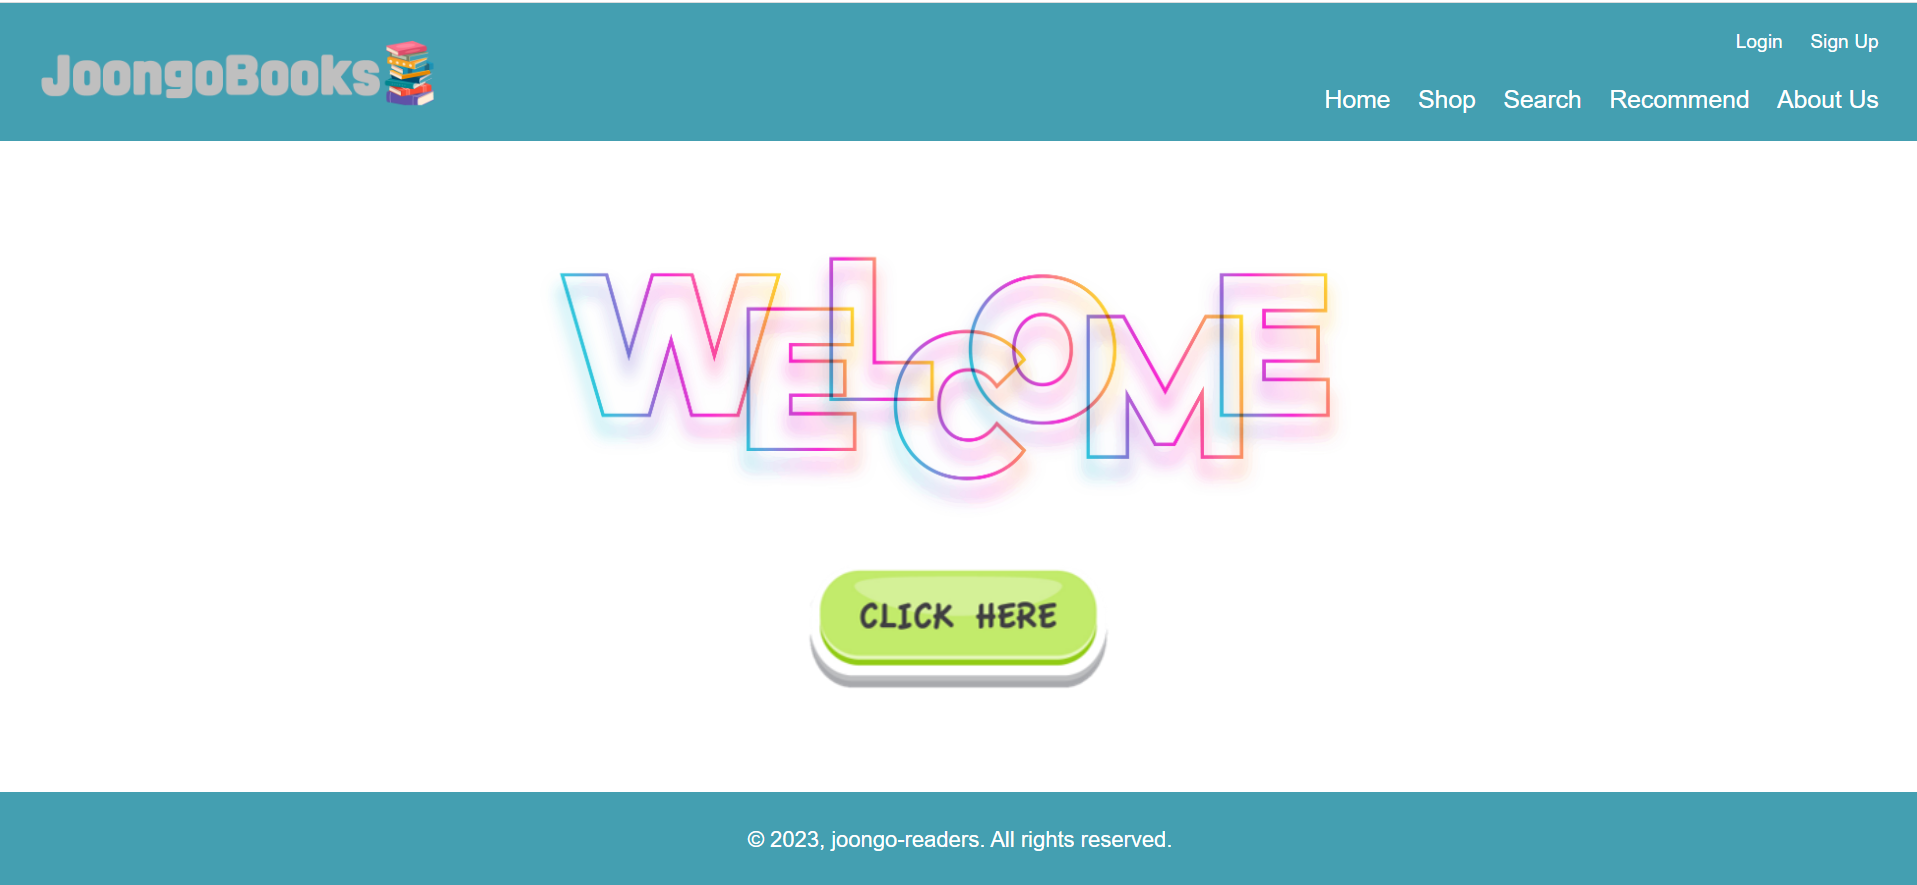 JoongoBooks
Login Sign Up
Home Shop Search Recommend About Us
WELCOME
CLICK HERE
© 2023, joongo-readers. All rights reserved.